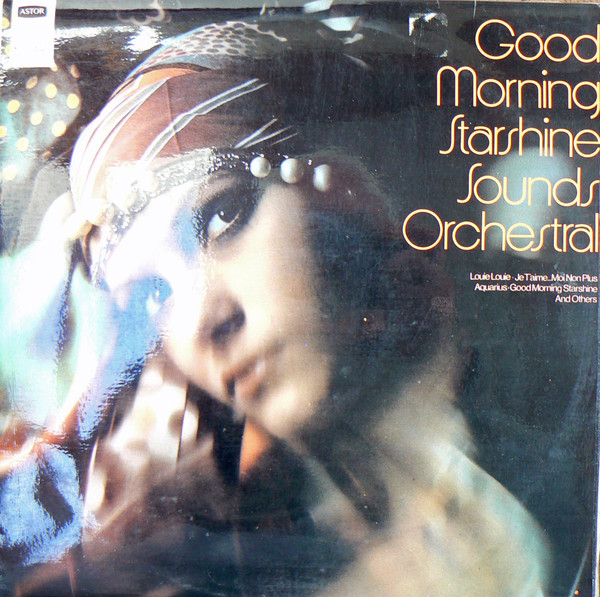 ASTOR
Good
Morning
Starshine
Sounds
Orchestral
Louie Louie · Je T'aime...Moi Non Plus
Aquarius · Good Morning Starshine
And Others